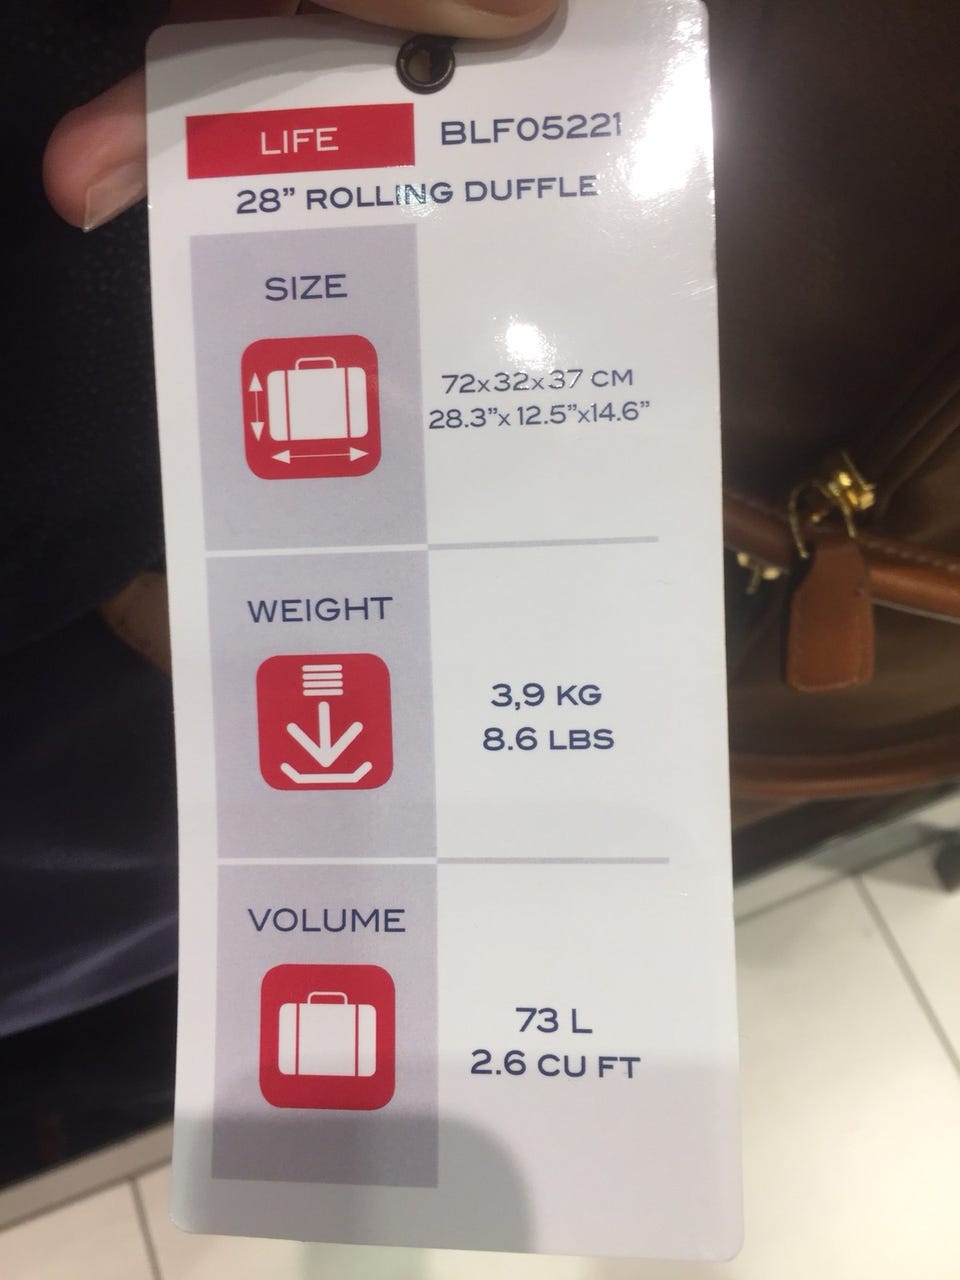 LIFE BLF05221
28” ROLLING DUFFLE
SIZE
72x32x37 CM
28.3”x 12.5”x14.6”
WEIGHT
3,9 KG
8.6 LBS
VOLUME
73 L
2.6 CU FT